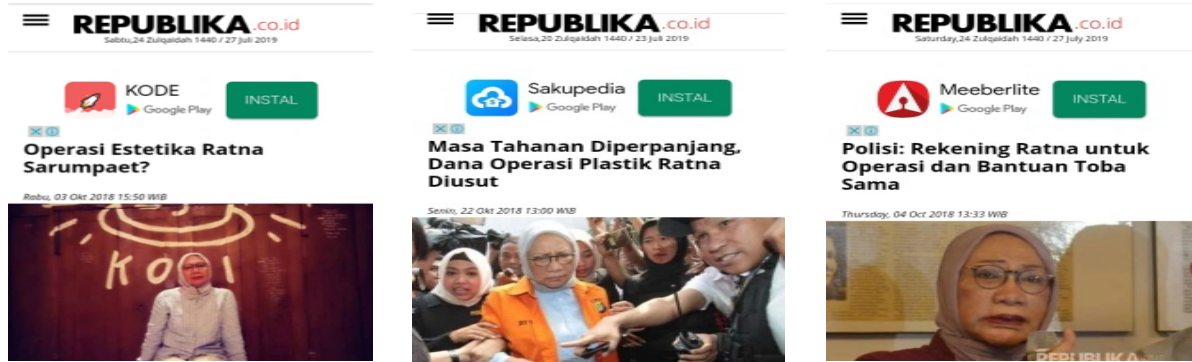 REPUBLIKA.co.id
Sabtu,24 Zulqaidah 1440 / 27 Juli 2019
KODE
Google Play
INSTAL
Operasi Estetika Ratna
Sarumpaet?
Rabu, 03 Okt 2018 15:50 WIB
KOPI
REPUBLIKA.co.id
Selasa,20 Zulqaidah 1440 / 23 Juli 2019
Sakupedia
Google Play
INSTAL
Masa Tahanan Diperpanjang,
Dana Operasi Plastik Ratna
Diusut
Senin, 22 Okt 2018 13:00 WIB
REPUBLIKA.co.id
Saturday,24 Zulqaidah 1440 / 27 July 2019
Meeberlite
Google Play
INSTAL
Polisi: Rekening Ratna untuk
Operasi dan Bantuan Toba
Sama
Thursday, 04 Oct 2018 13:33 WIB
REPUBLIKA